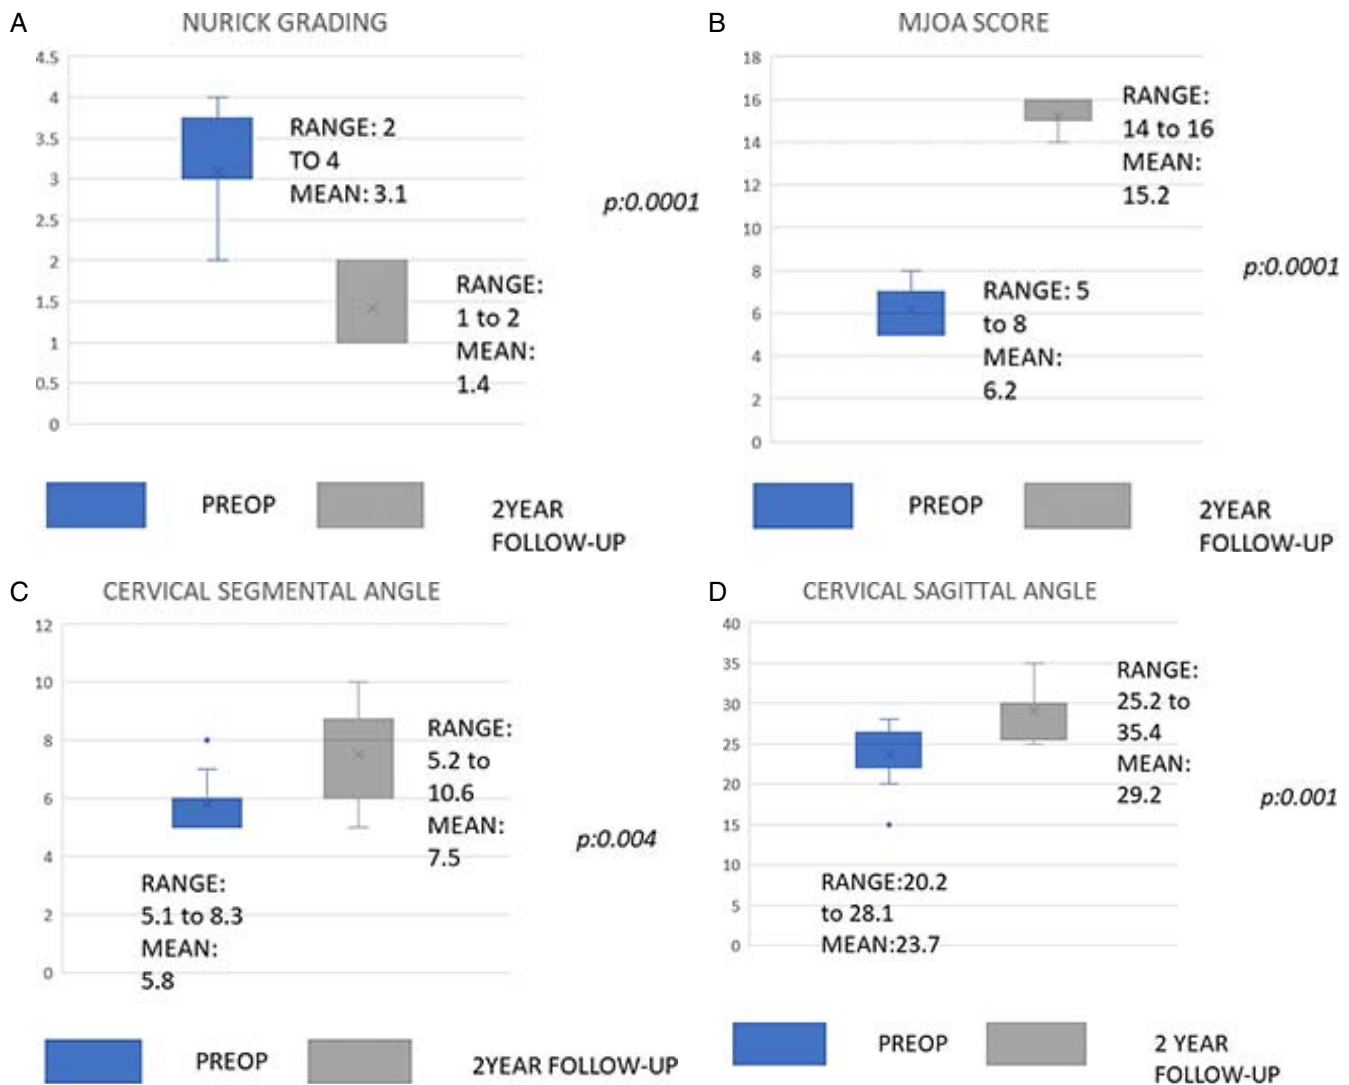 A
NURICK GRADING
4.5
4
3.5
3
2.5
2
1.5
1
0.5
0
RANGE: 2
TO 4
MEAN: 3.1
RANGE:
1 to 2
MEAN:
1.4
p:0.0001
PREOP
2YEAR
FOLLOW-UP
B
MJOA SCORE
18
16
14
12
10
8
6
4
2
0
RANGE:
14 to 16
MEAN:
15.2
RANGE: 5
to 8
MEAN:
6.2
p:0.0001
PREOP
2YEAR
FOLLOW-UP
C
CERVICAL SEGMENTAL ANGLE
12
10
8
6
4
2
0
RANGE:
5.2 to
10.6
MEAN:
7.5
RANGE:
5.1 to 8.3
MEAN:
5.8
p:0.004
PREOP
2YEAR FOLLOW-UP
D
CERVICAL SAGITTAL ANGLE
40
35
30
25
20
15
10
5
0
RANGE:
25.2 to
35.4
MEAN:
29.2
RANGE:20.2
to 28.1
MEAN:23.7
p:0.001
PREOP
2 YEAR
FOLLOW-UP